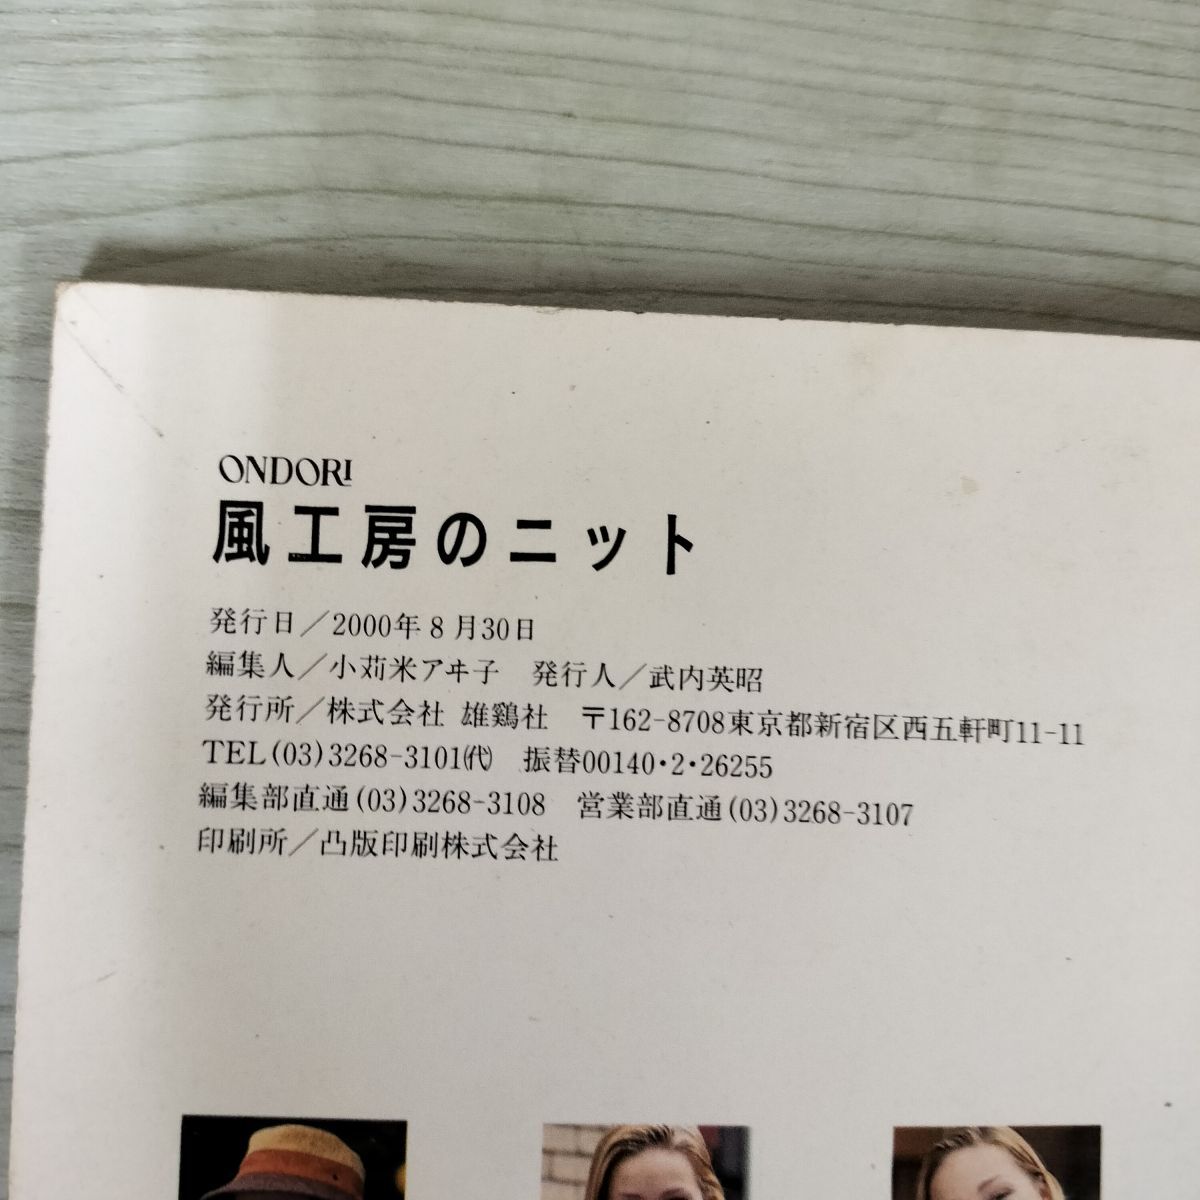 ONDORI
風工房のニット
発行日／2000年8月30日
編集人／小苅米アヰ子　発行人／武内英昭
発行所／株式会社 雄鷄社　〒162-8708東京都新宿区西五軒町11-11
TEL(03)3268-3101㈹　振替00140・2・26255
編集部直通(03)3268-3108　営業部直通(03)3268-3107
印刷所／凸版印刷株式会社